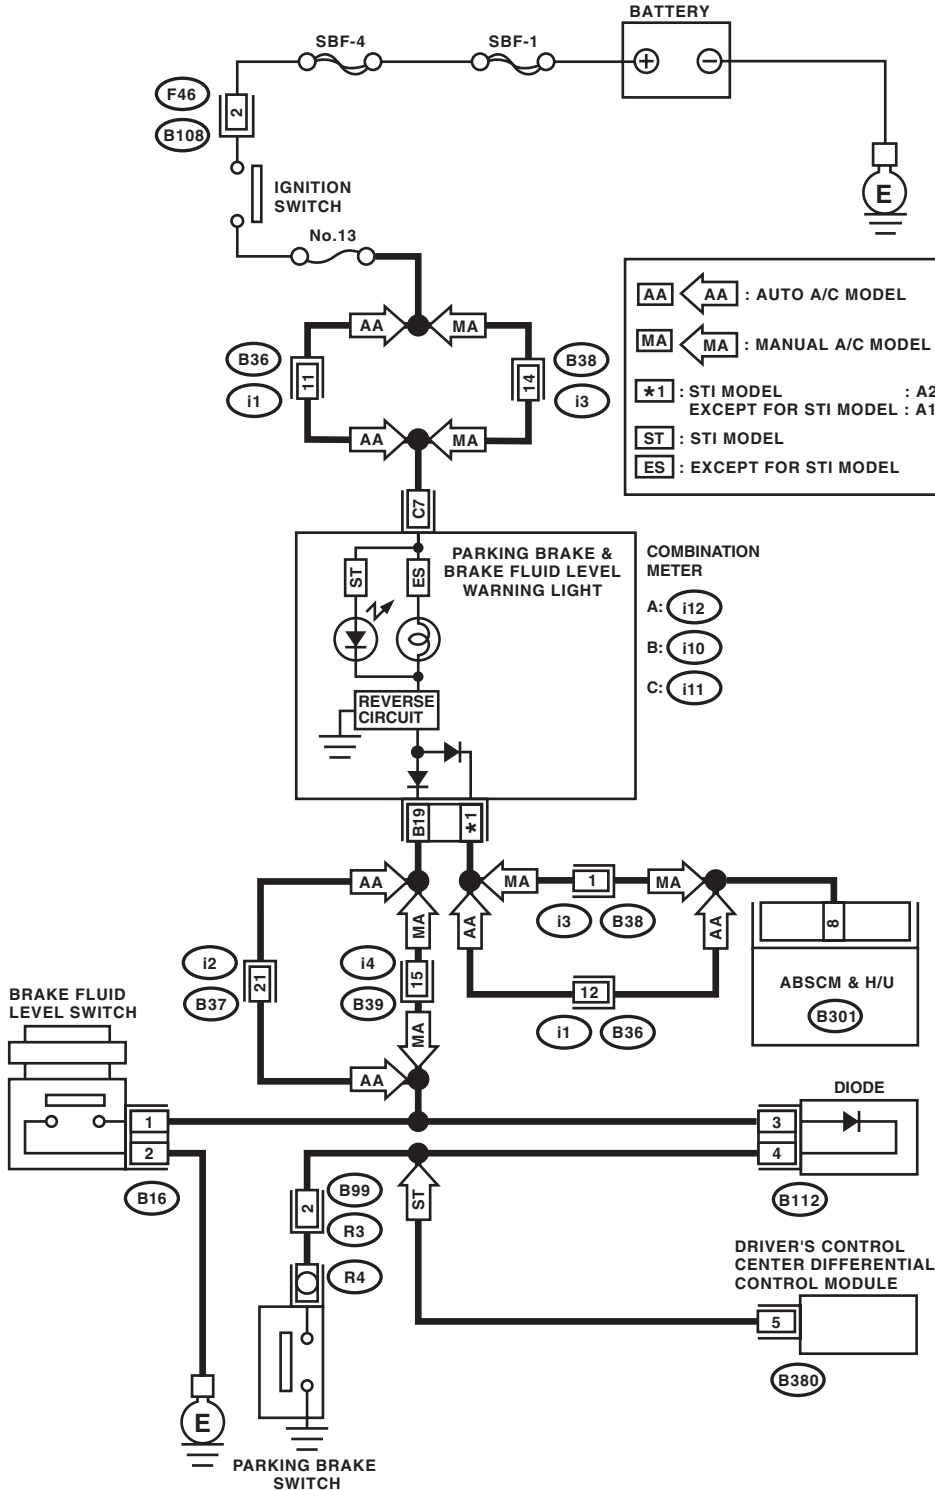 BATTERY
SBF-4
SBF-1
F46
2
B108
E
IGNITION
SWITCH
No.13
AA
MA
B36
11
i1
14
B38
i3
AA
MA
AA AA : AUTO A/C MODEL
MA MA : MANUAL A/C MODEL
*1 : STI MODEL : A2
EXCEPT FOR STI MODEL : A1
ST : STI MODEL
ES : EXCEPT FOR STI MODEL
C7
PARKING BRAKE &
BRAKE FLUID LEVEL
WARNING LIGHT
ST
ES
COMBINATION
METER
A: i12
B: i10
C: i11
REVERSE
CIRCUIT
B19
*1
AA
MA
MA
1
MA
AA
AA
i3
B38
8
i2
21
B37
i4
15
B39
MA
AA
12
i1
B36
ABSCM & H/U
B301
BRAKE FLUID
LEVEL SWITCH
1
2
B16
DIODE
3
4
B112
B99
2
R3
R4
ST
DRIVER'S CONTROL
CENTER DIFFERENTIAL
CONTROL MODULE
5
B380
E
PARKING BRAKE
SWITCH